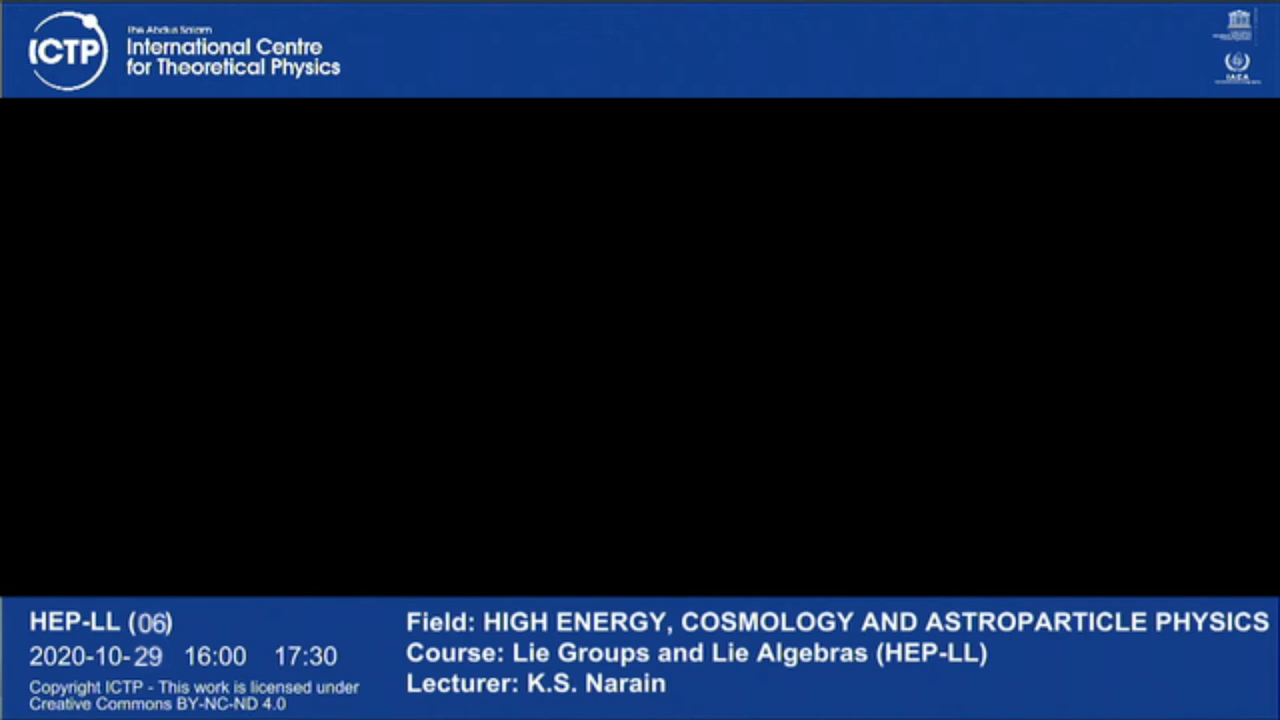 The Abdus Salam
ICTP
International Centre
for Theoretical Physics
IAEA
HEP-LL (06)
2020-10-29 16:00 17:30
Copyright ICTP - This work is licensed under
Creative Commons BY-NC-ND 4.0
Field: HIGH ENERGY, COSMOLOGY AND ASTROPARTICLE PHYSICS
Course: Lie Groups and Lie Algebras (HEP-LL)
Lecturer: K.S. Narain